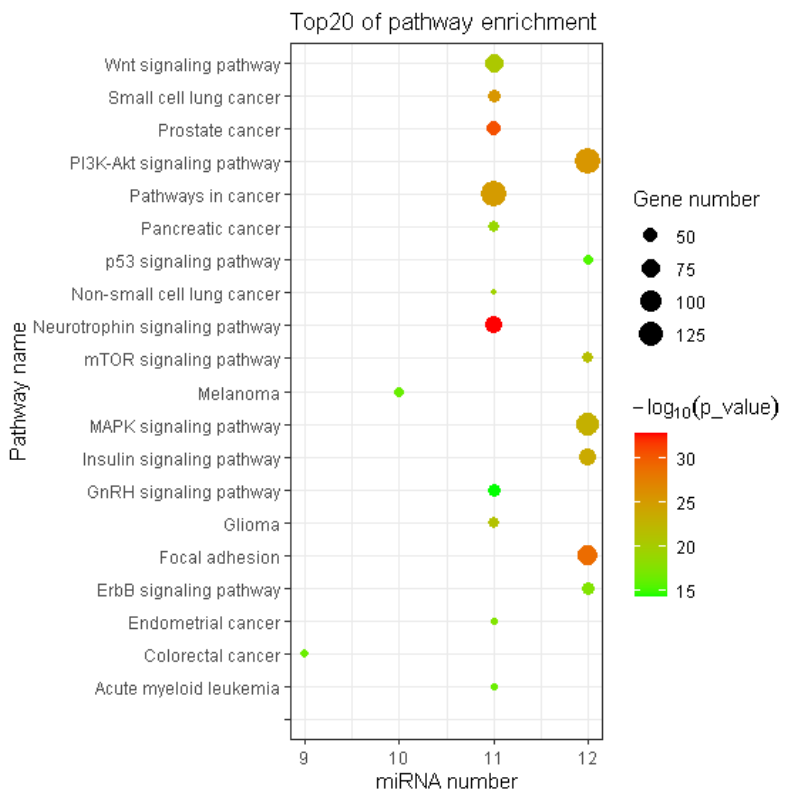 Top20 of pathway enrichment
Pathway name
Wnt signaling pathway
Small cell lung cancer
Prostate cancer
PI3K-Akt signaling pathway
Pathways in cancer
Pancreatic cancer
p53 signaling pathway
Non-small cell lung cancer
Neurotrophin signaling pathway
mTOR signaling pathway
Melanoma
MAPK signaling pathway
Insulin signaling pathway
GnRH signaling pathway
Glioma
Focal adhesion
ErbB signaling pathway
Endometrial cancer
Colorectal cancer
Acute myeloid leukemia
9 10 11 12
miRNA number
Gene number
50
75
100
125
−log₁₀(p_value)
30
25
20
15